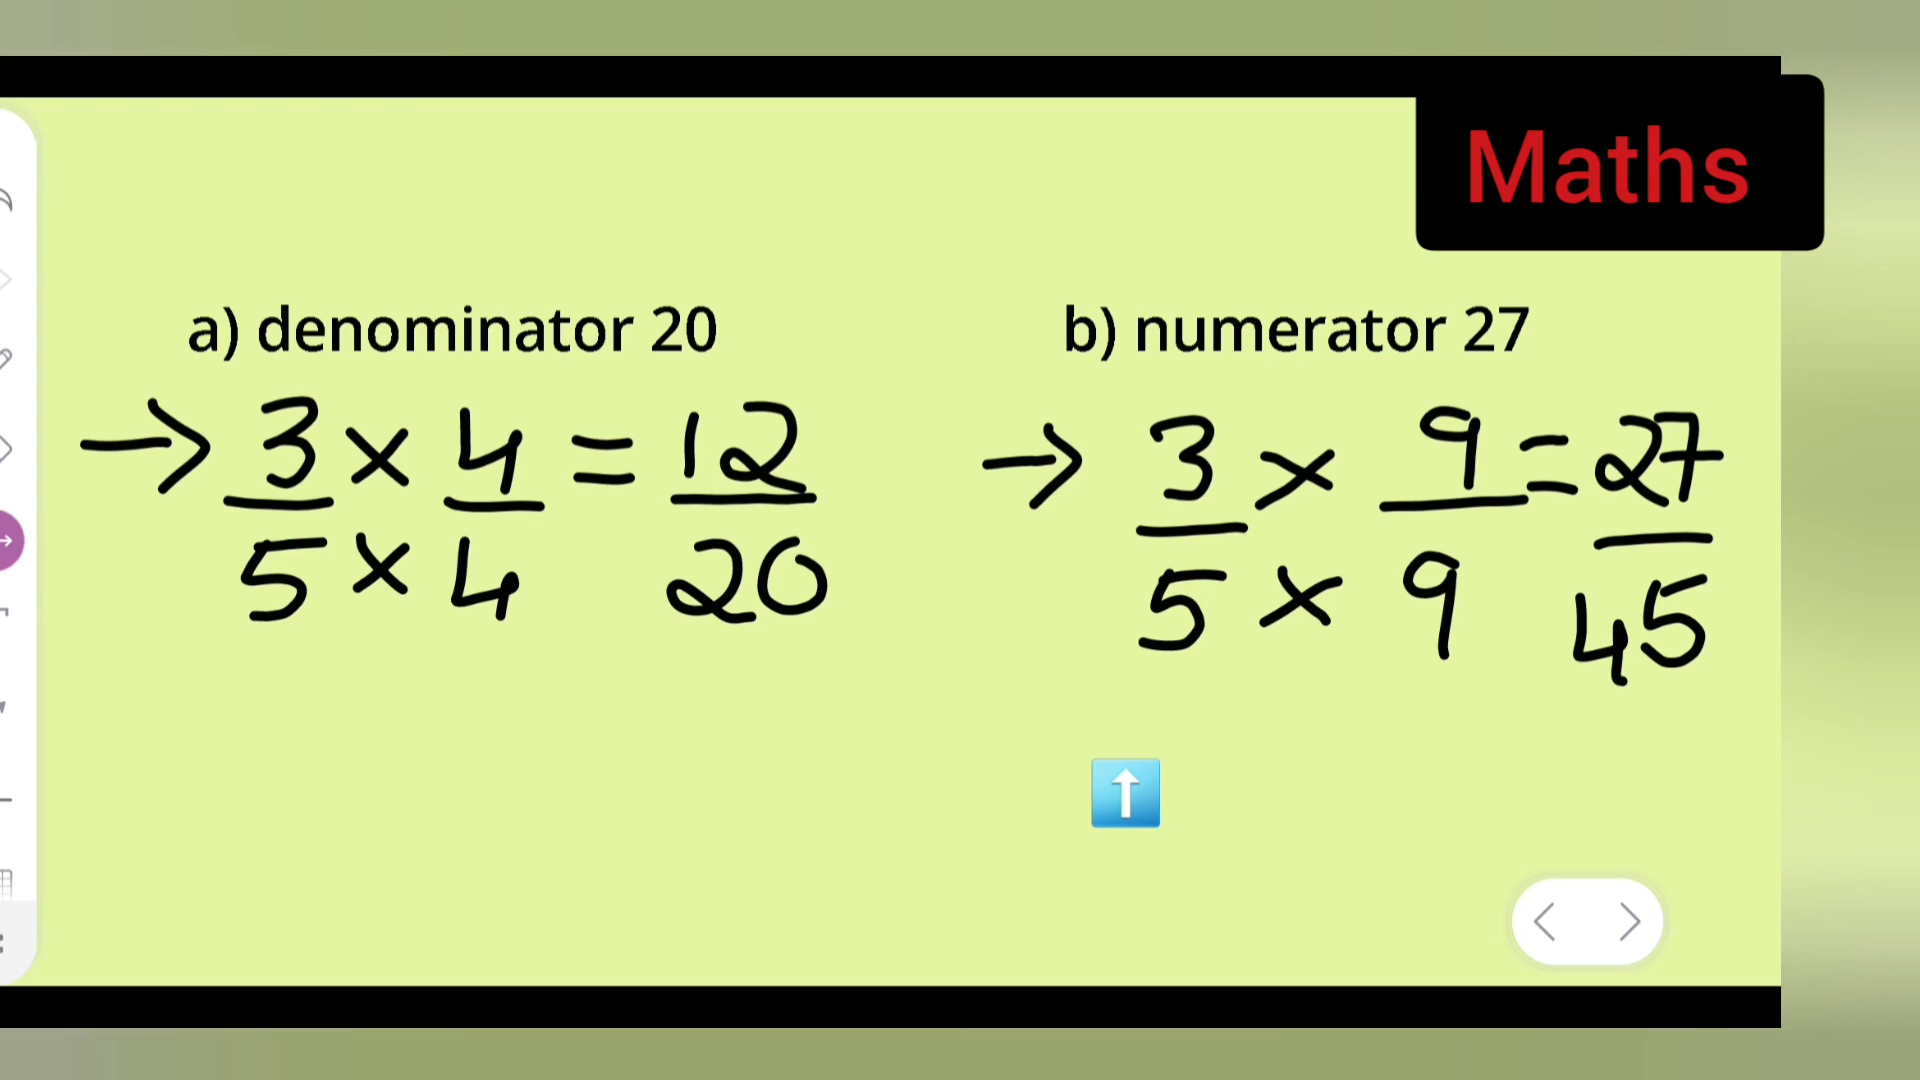 Maths
a) denominator 20
→ 3 × 4 = 12
5 × 4 20
b) numerator 27
→ 3 × 9 = 27
5 × 9 45